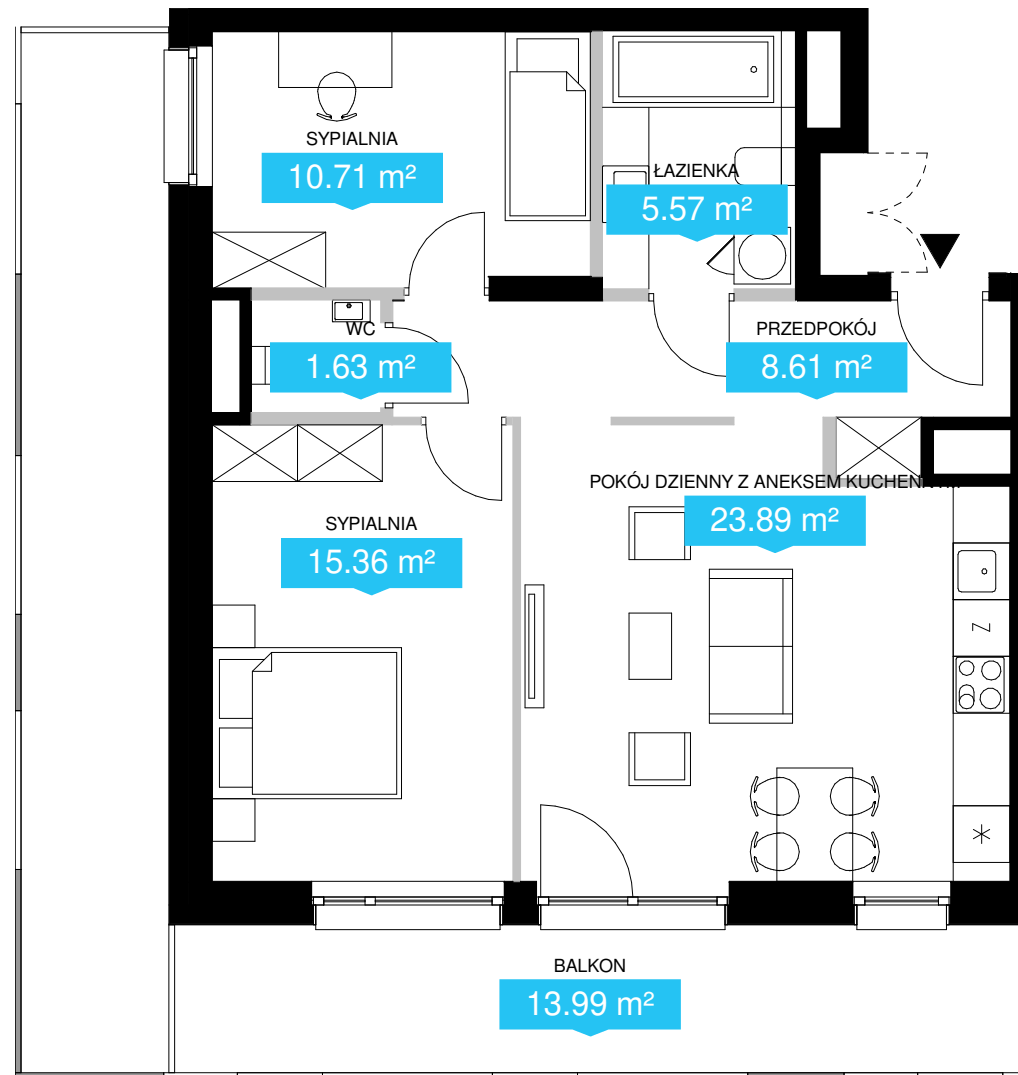 SYPIALNIA
10.71 m²
ŁAZIENKA
5.57 m²
WC
1.63 m²
PRZEDPOKÓJ
8.61 m²
POKÓJ DZIENNY Z ANEKSEM
23.89 m²
SYPIALNIA
15.36 m²
Z
BALKON
13.99 m²